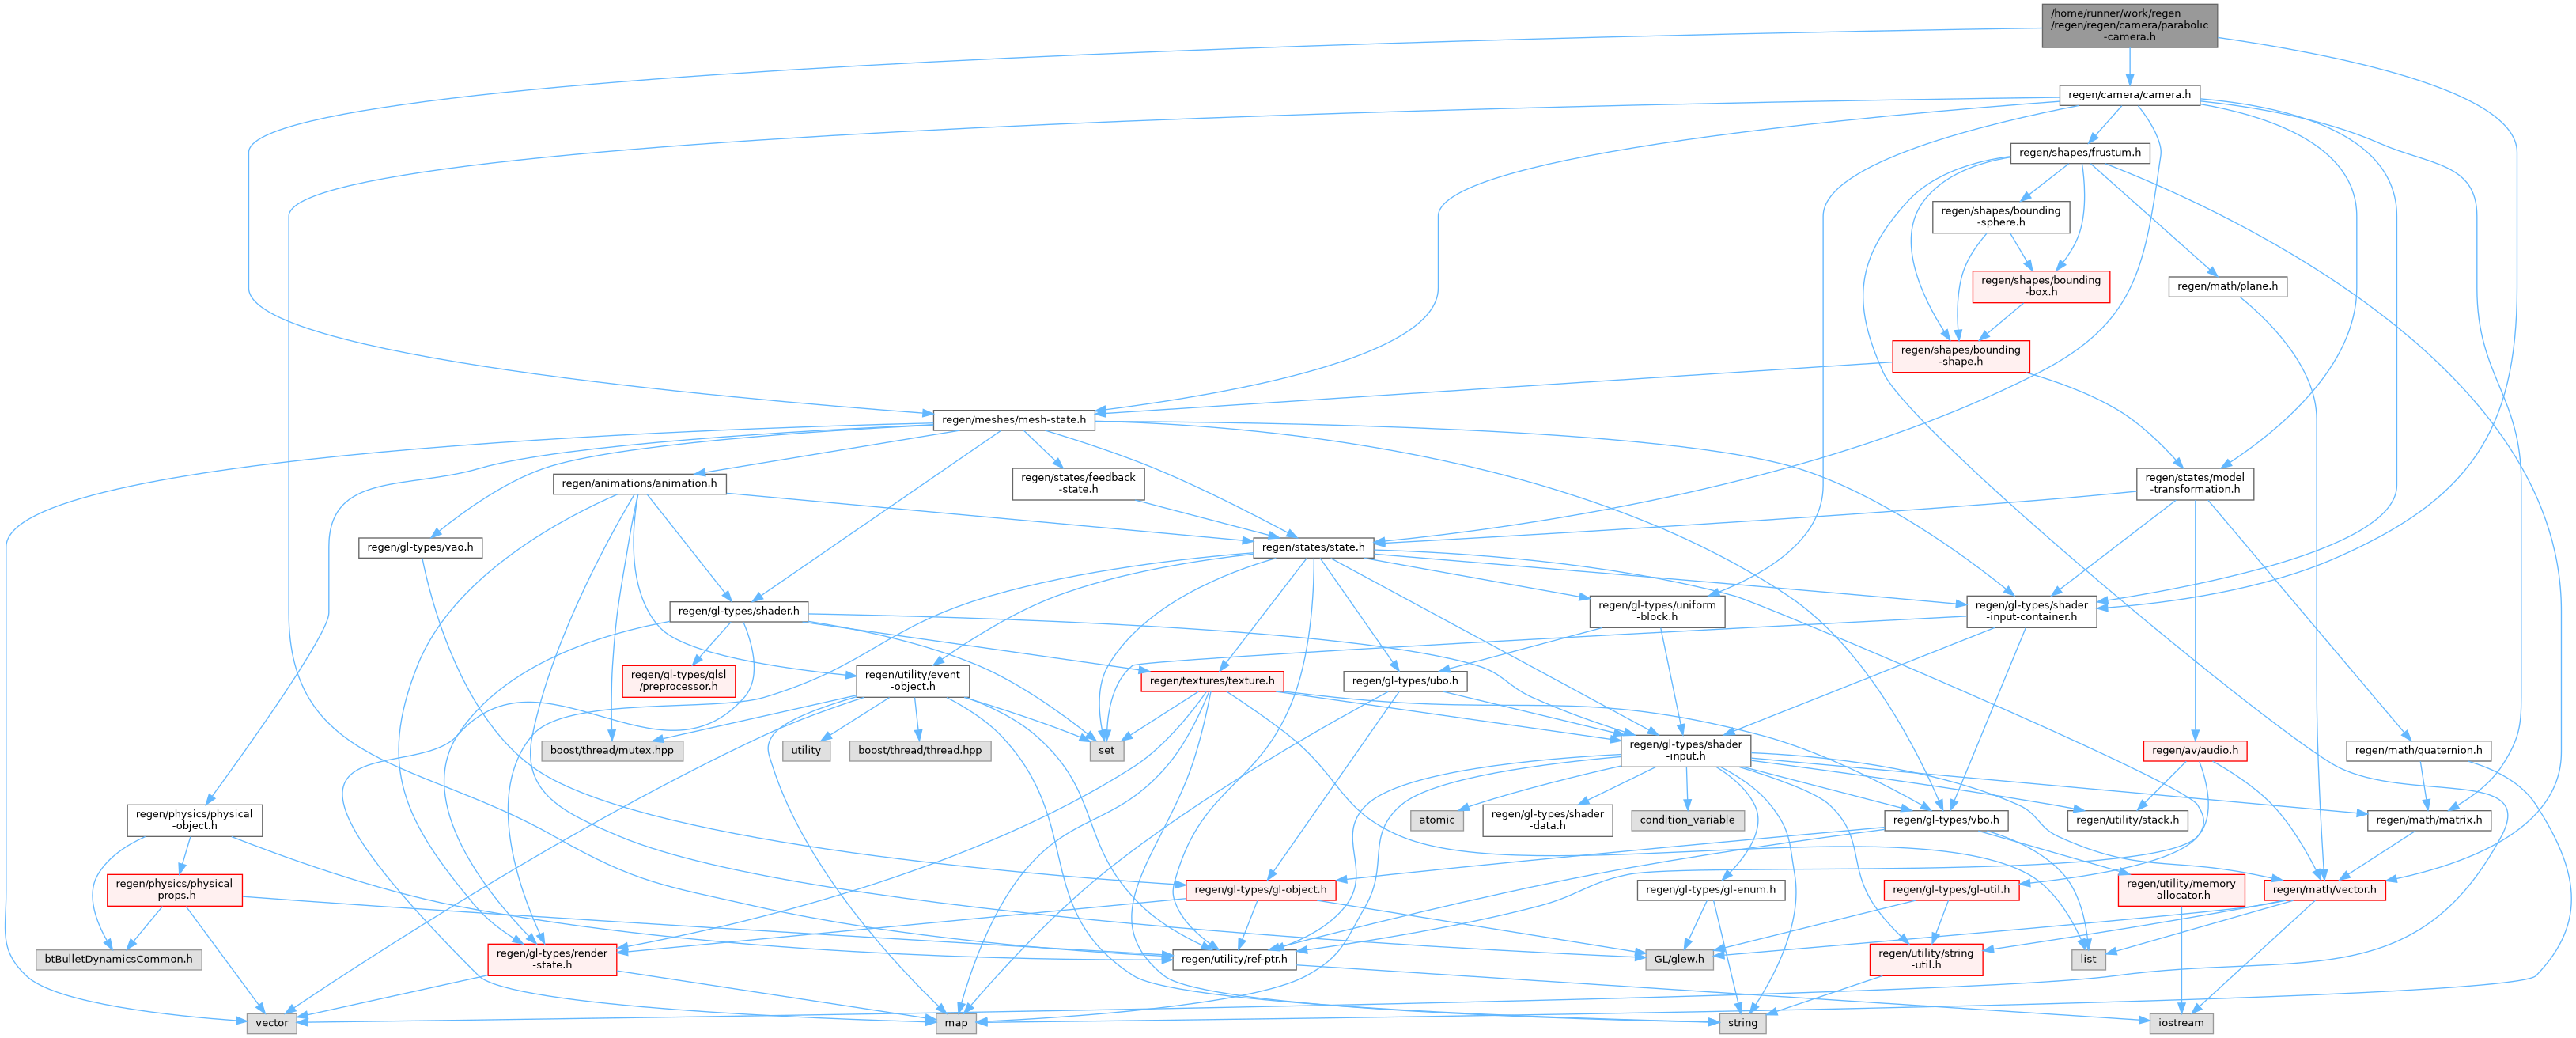 /home/runner/work/regen
/regen/regen/camera/parabolic
-camera.h
regen/camera/camera.h
regen/shapes/frustum.h
regen/shapes/bounding
-sphere.h
regen/shapes/bounding
-box.h
regen/math/plane.h
regen/shapes/bounding
-shape.h
regen/meshes/mesh-state.h
regen/animations/animation.h
regen/states/feedback
-state.h
regen/states/model
-transformation.h
regen/gl-types/vao.h
regen/states/state.h
regen/gl-types/shader.h
regen/gl-types/uniform
-block.h
regen/gl-types/shader
-input-container.h
regen/gl-types/glsl
/preprocessor.h
regen/utility/event
-object.h
regen/textures/texture.h
regen/gl-types/ubo.h
boost/thread/mutex.hpp
utility
boost/thread/thread.hpp
set
regen/gl-types/shader
-input.h
regen/av/audio.h
regen/math/quaternion.h
regen/physics/physical
-object.h
atomic
regen/gl-types/shader
-data.h
condition_variable
regen/gl-types/vbo.h
regen/utility/stack.h
regen/math/matrix.h
regen/physics/physical
-props.h
regen/gl-types/gl-object.h
regen/gl-types/gl-enum.h
regen/gl-types/gl-util.h
regen/utility/memory
-allocator.h
regen/math/vector.h
btBulletDynamicsCommon.h
regen/gl-types/render
-state.h
regen/utility/ref-ptr.h
GL/glew.h
regen/utility/string
-util.h
list
vector
map
string
iostream